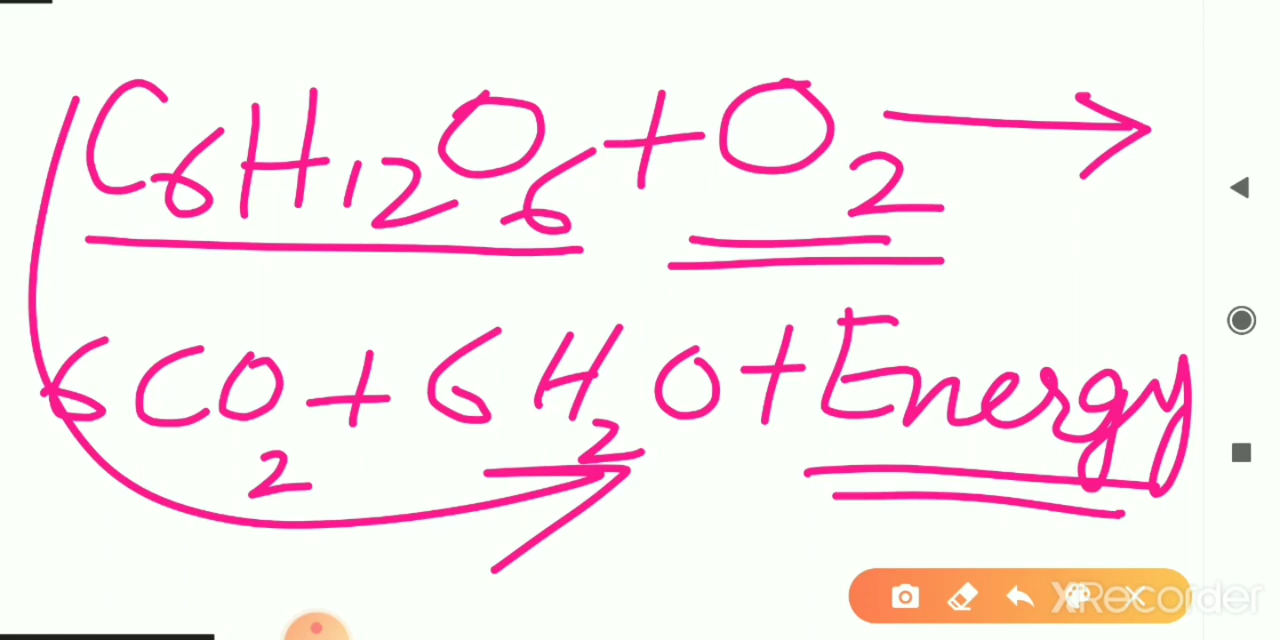 C₆H₁₂O₆ + O₂ →
6CO₂ + 6H₂O + Energy
XRecorder